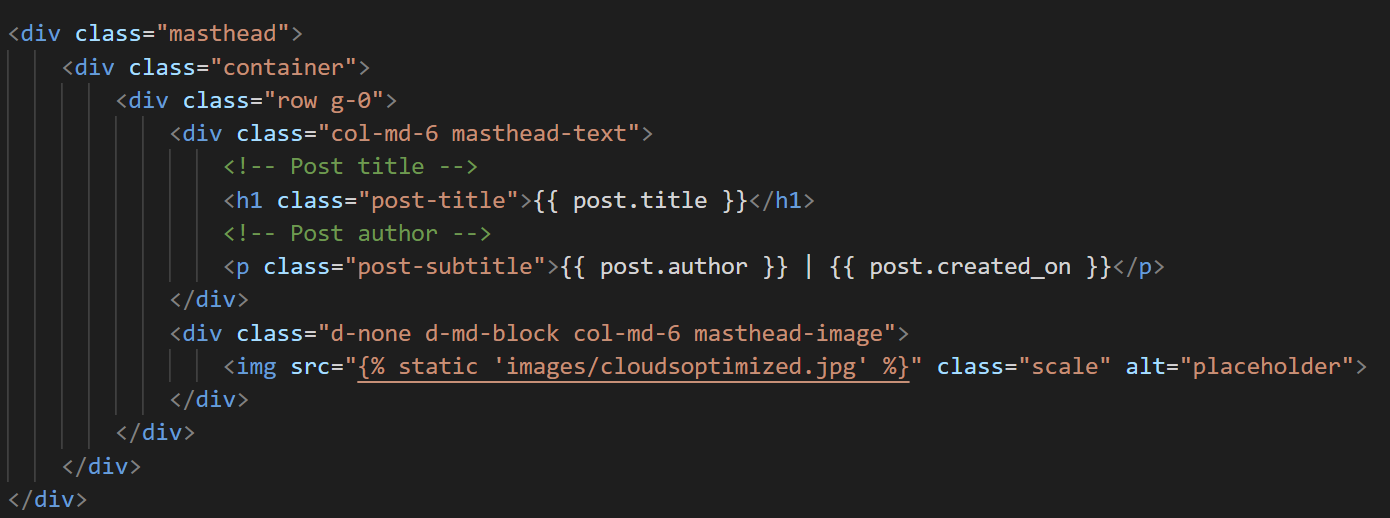 <div class="masthead">
    <div class="container">
        <div class="row g-0">
            <div class="col-md-6 masthead-text">
                <!-- Post title -->
                <h1 class="post-title">{{ post.title }}</h1>
                <!-- Post author -->
                <p class="post-subtitle">{{ post.author }} | {{ post.created_on }}</p>
            </div>
            <div class="d-none d-md-block col-md-6 masthead-image">
                <img src="{% static 'images/cloudsoptimized.jpg' %}" class="scale" alt="placeholder">
            </div>
        </div>
    </div>
</div>